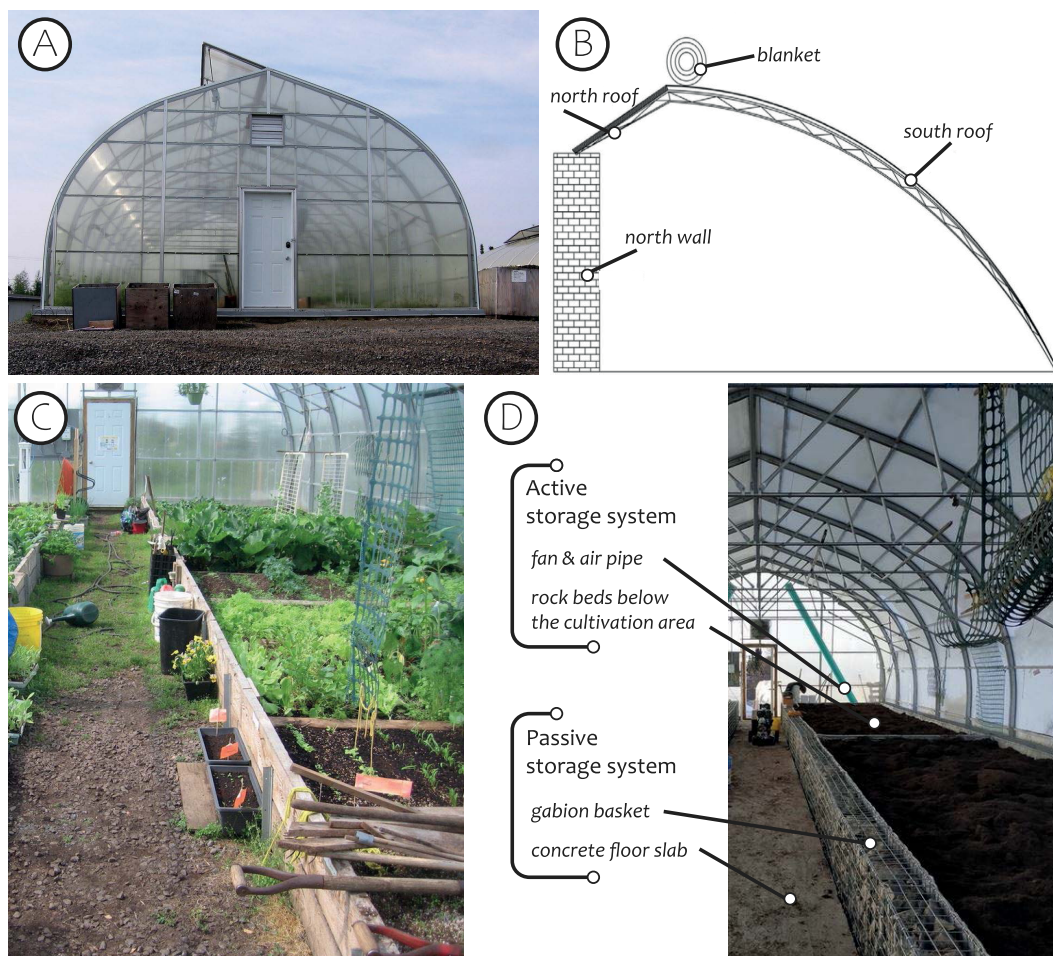 A
B
blanket
north roof
south roof
north wall
C
D
Active
storage system
fan & air pipe
rock beds below
the cultivation area
Passive
storage system
gabion basket
concrete floor slab